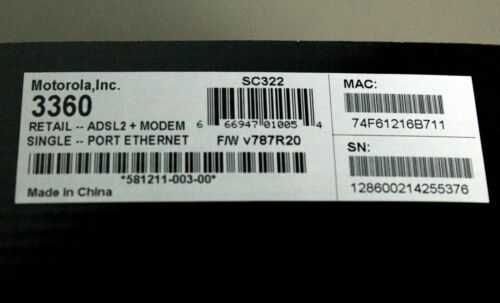 Motorola,Inc.
3360
RETAIL -- ADSL2 + MODEM
SINGLE -- PORT ETHERNET
SC322
6 66947 01005 4
F/W v787R20
*581211-003-00*
Made in China
MAC:
74F61216B711
SN:
128600214255376